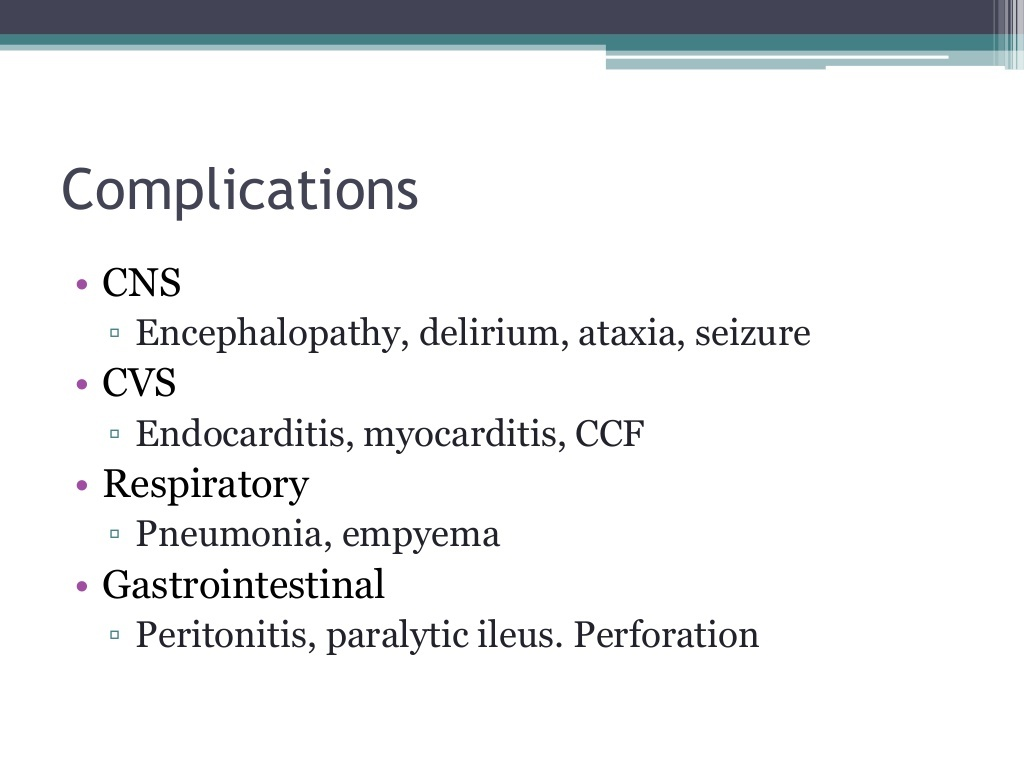 Complications
• CNS
▫ Encephalopathy, delirium, ataxia, seizure
• CVS
▫ Endocarditis, myocarditis, CCF
• Respiratory
▫ Pneumonia, empyema
• Gastrointestinal
▫ Peritonitis, paralytic ileus. Perforation